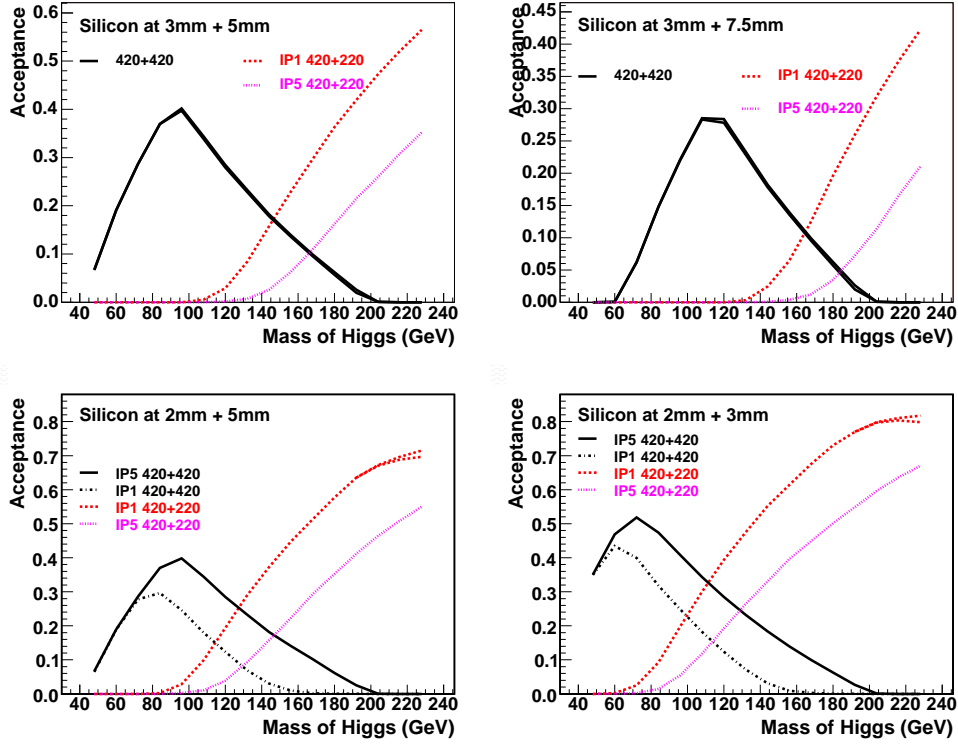 Silicon at 3mm + 5mm
420+420
IP1 420+220
IP5 420+220
Acceptance
0.6
0.5
0.4
0.3
0.2
0.1
0.0
40 60 80 100 120 140 160 180 200 220 240
Mass of Higgs (GeV)
Silicon at 3mm + 7.5mm
420+420
IP1 420+220
IP5 420+220
Acceptance
0.45
0.40
0.35
0.30
0.25
0.20
0.15
0.10
0.05
0.00
40 60 80 100 120 140 160 180 200 220 240
Mass of Higgs (GeV)
Silicon at 2mm + 5mm
IP5 420+420
IP1 420+420
IP1 420+220
IP5 420+220
Acceptance
0.8
0.7
0.6
0.5
0.4
0.3
0.2
0.1
0.0
40 60 80 100 120 140 160 180 200 220 240
Mass of Higgs (GeV)
Silicon at 2mm + 3mm
IP5 420+420
IP1 420+420
IP1 420+220
IP5 420+220
Acceptance
0.8
0.7
0.6
0.5
0.4
0.3
0.2
0.1
0.0
40 60 80 100 120 140 160 180 200 220 240
Mass of Higgs (GeV)